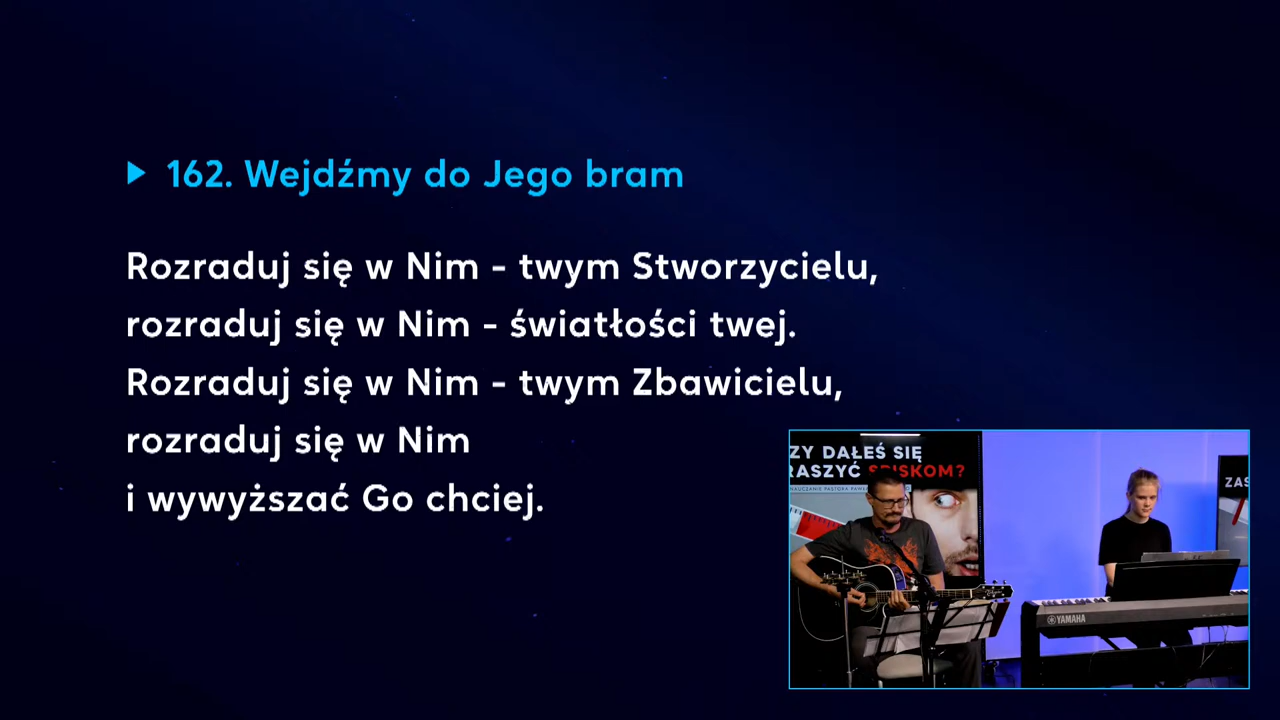 162. Wejdźmy do Jego bram
Rozraduj się w Nim - twym Stworzycielu,
rozraduj się w Nim - światłości twej.
Rozraduj się w Nim - twym Zbawicielu,
rozraduj się w Nim
i wywyższać Go chciej.
ZY DAŁEŚ SIĘ
RASZYĆ SPISKOM?
ZAS
YAMAHA